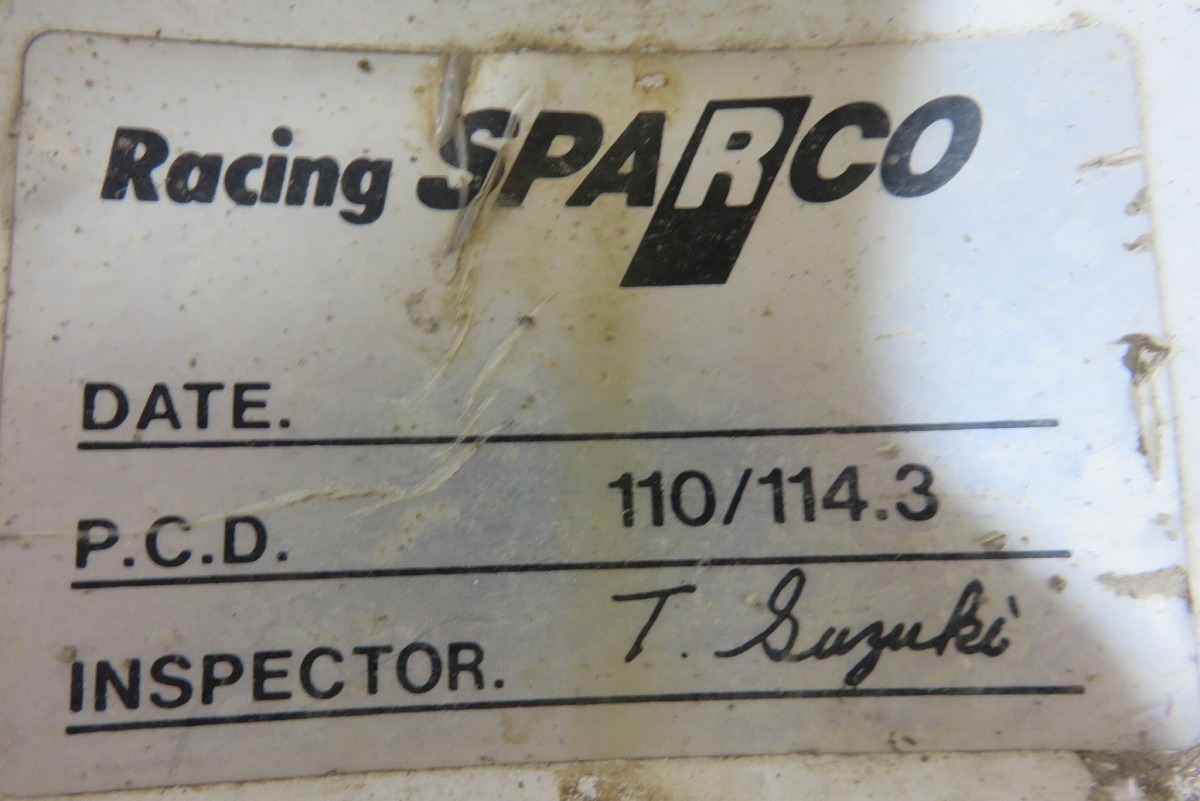 Racing SPARCO
DATE.
P.C.D. 110/114.3
INSPECTOR. T. Suzuki